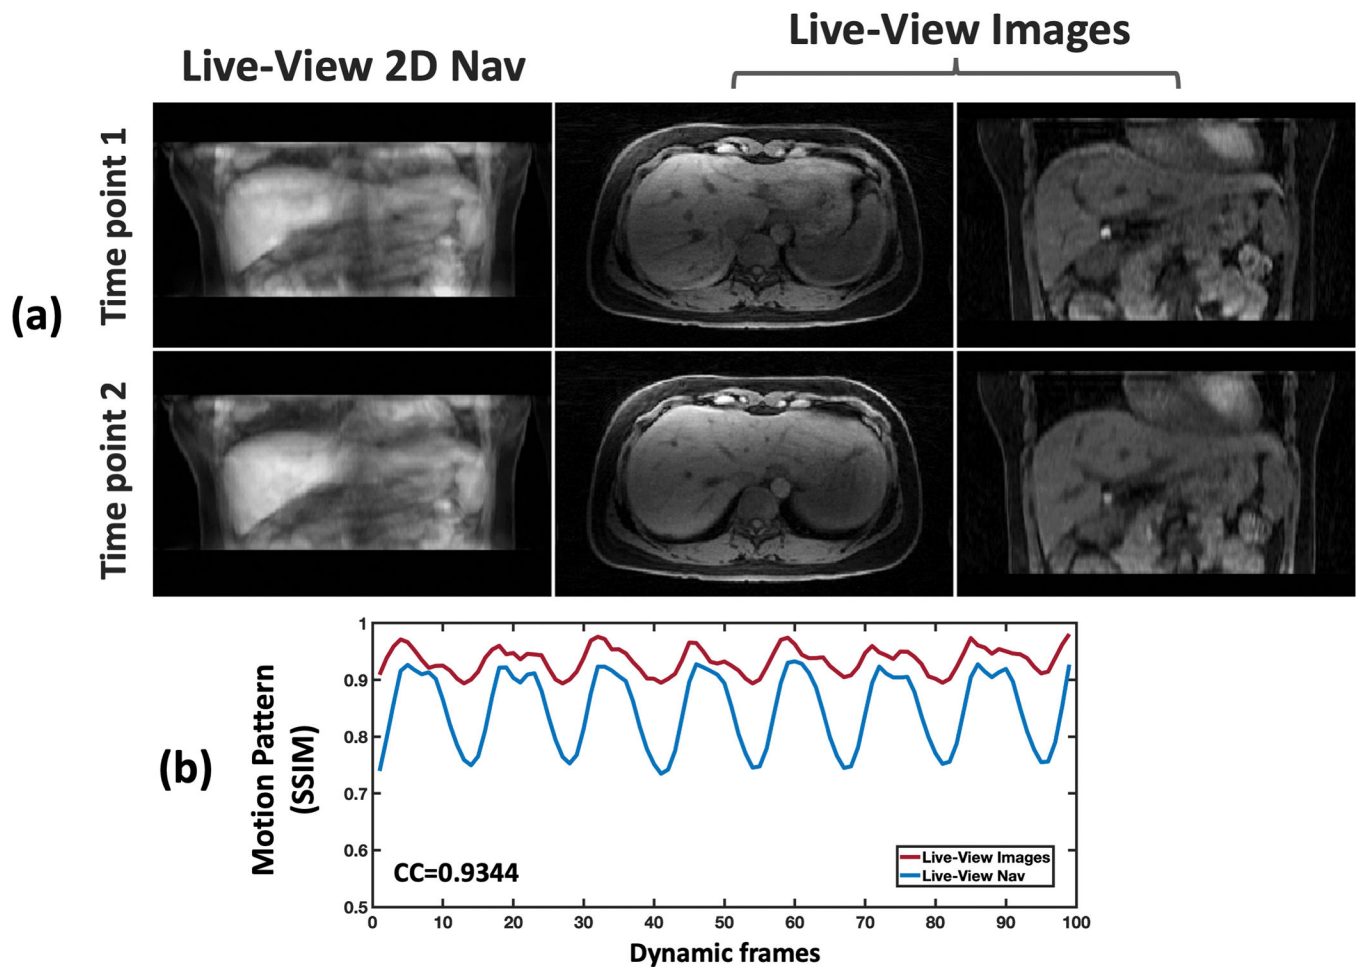 Live-View Images
Live-View 2D Nav
Time point 1
(a)
Time point 2
1
0.9
0.8
0.7
0.6
0.5
(b)
Motion Pattern
(SSIM)
CC=0.9344
Live-View Images
Live-View Nav
0 10 20 30 40 50 60 70 80 90 100
Dynamic frames